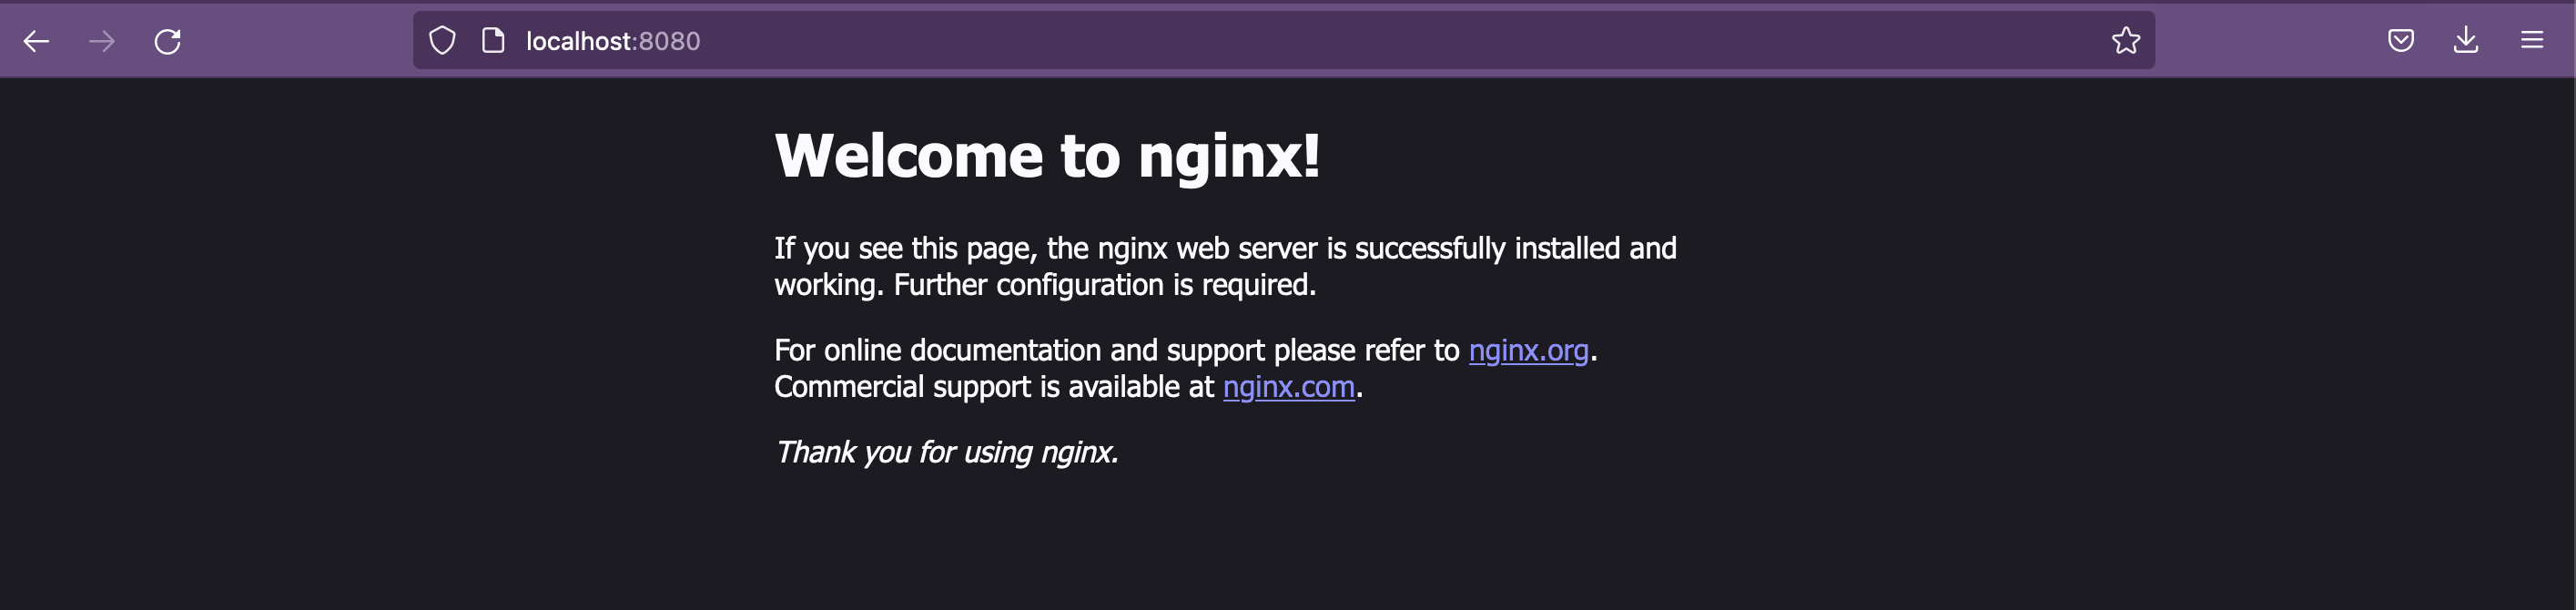 localhost:8080
Welcome to nginx!
If you see this page, the nginx web server is successfully installed and
working. Further configuration is required.
For online documentation and support please refer to nginx.org.
Commercial support is available at nginx.com.
Thank you for using nginx.